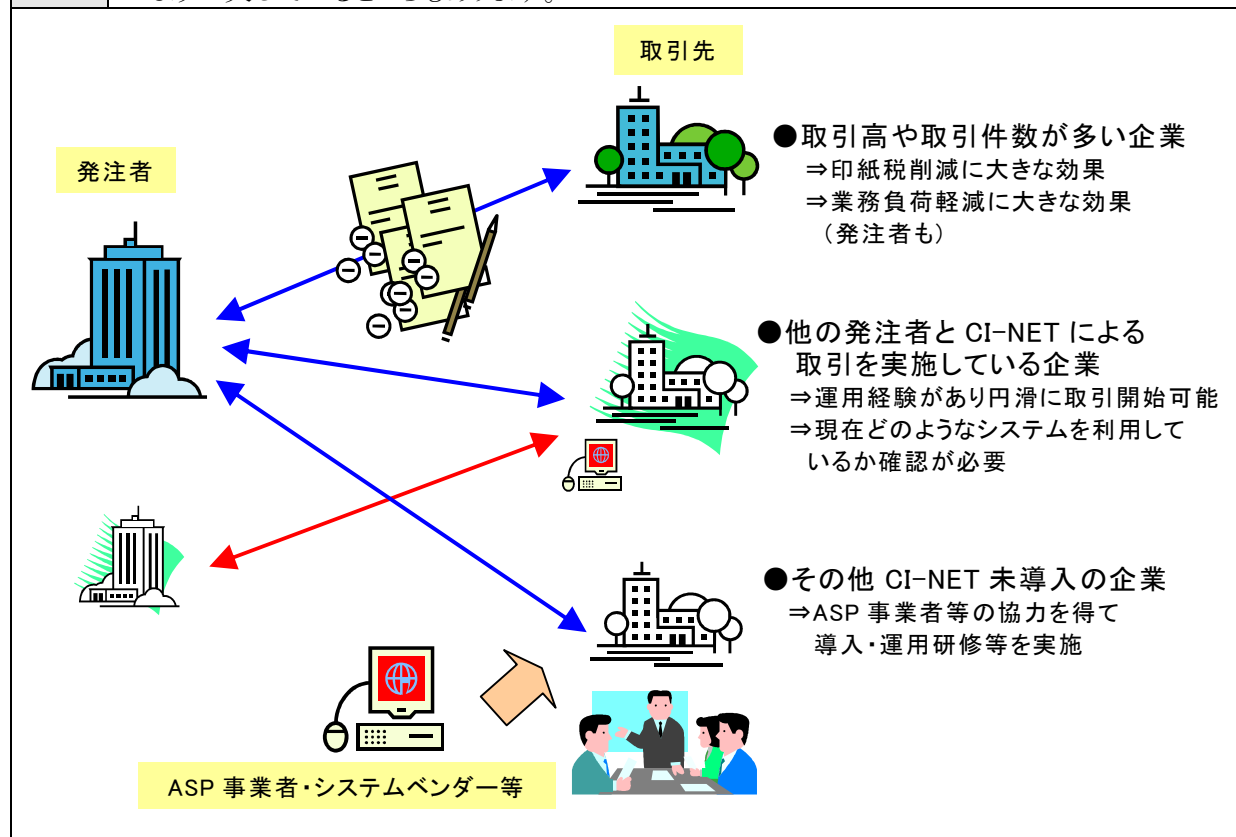 取引先
発注者
●取引高や取引件数が多い企業
⇒印紙税削減に大きな効果
⇒業務負荷軽減に大きな効果
(発注者も)
●他の発注者と CI-NET による
取引を実施している企業
⇒運用経験があり円滑に取引開始可能
⇒現在どのようなシステムを利用して
いるか確認が必要
●その他 CI-NET 未導入の企業
⇒ASP 事業者等の協力を得て
導入・運用研修等を実施
ASP 事業者・システムベンダー等